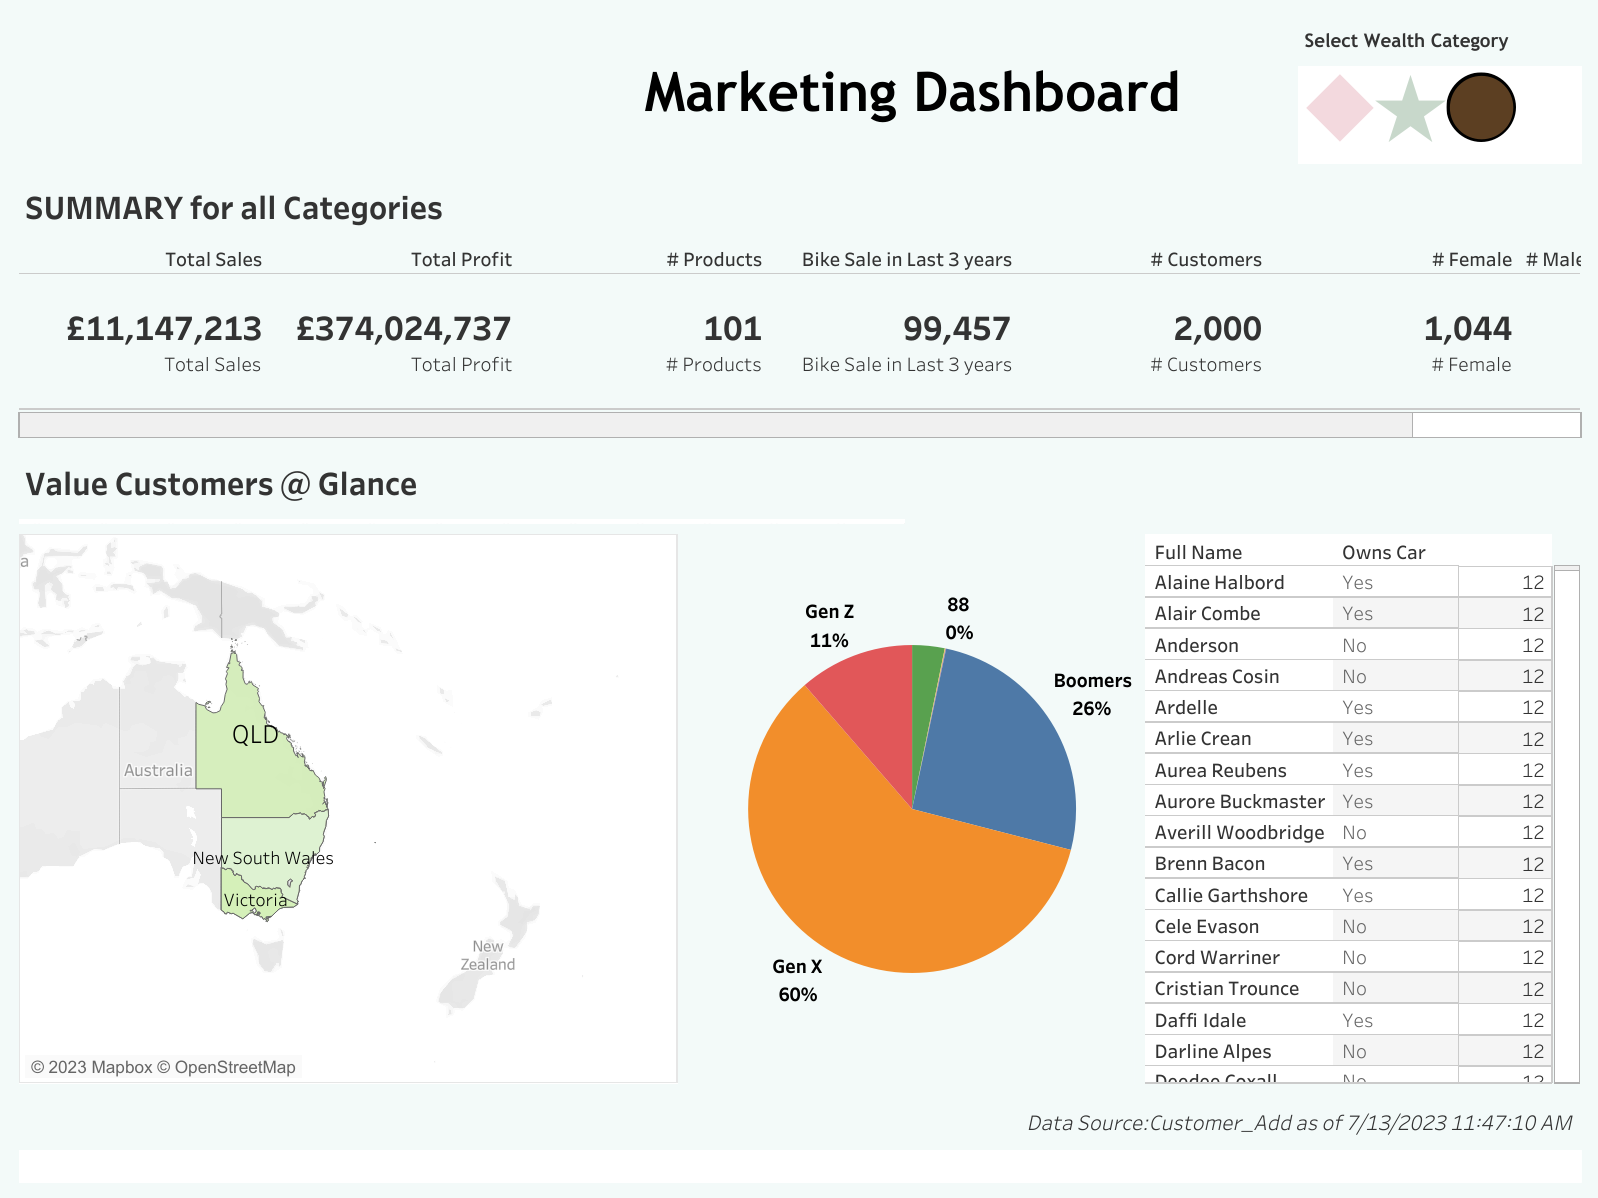 Select Wealth Category
Marketing Dashboard
SUMMARY for all Categories
Total Sales Total Profit # Products Bike Sale in Last 3 years # Customers # Female # Male
£11,147,213 £374,024,737 101 99,457 2,000 1,044
Total Sales Total Profit # Products Bike Sale in Last 3 years # Customers # Female
Value Customers @ Glance
a
QLD
Australia
New South Wales
Victoria
New
Zealand
© 2023 Mapbox © OpenStreetMap
Gen Z
11%
88
0%
Boomers
26%
Gen X
60%
Full Name Owns Car
Alaine Halbord Yes 12
Alair Combe Yes 12
Anderson No 12
Andreas Cosin No 12
Ardelle Yes 12
Arlie Crean Yes 12
Aurea Reubens Yes 12
Aurore Buckmaster Yes 12
Averill Woodbridge No 12
Brenn Bacon Yes 12
Callie Garthshore Yes 12
Cele Evason No 12
Cord Warriner No 12
Cristian Trounce No 12
Daffi Idale Yes 12
Darline Alpes No 12
Deedee Coxall No 12
Data Source:Customer_Add as of 7/13/2023 11:47:10 AM